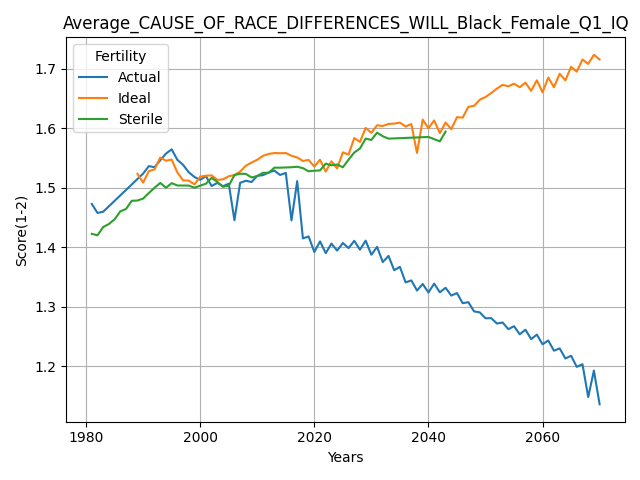 Average_CAUSE_OF_RACE_DIFFERENCES_WILL_Black_Female_Q1_IQ
Fertility
Actual
Ideal
Sterile
Score(1-2)
1.7
1.6
1.5
1.4
1.3
1.2
1980 2000 2020 2040 2060
Years